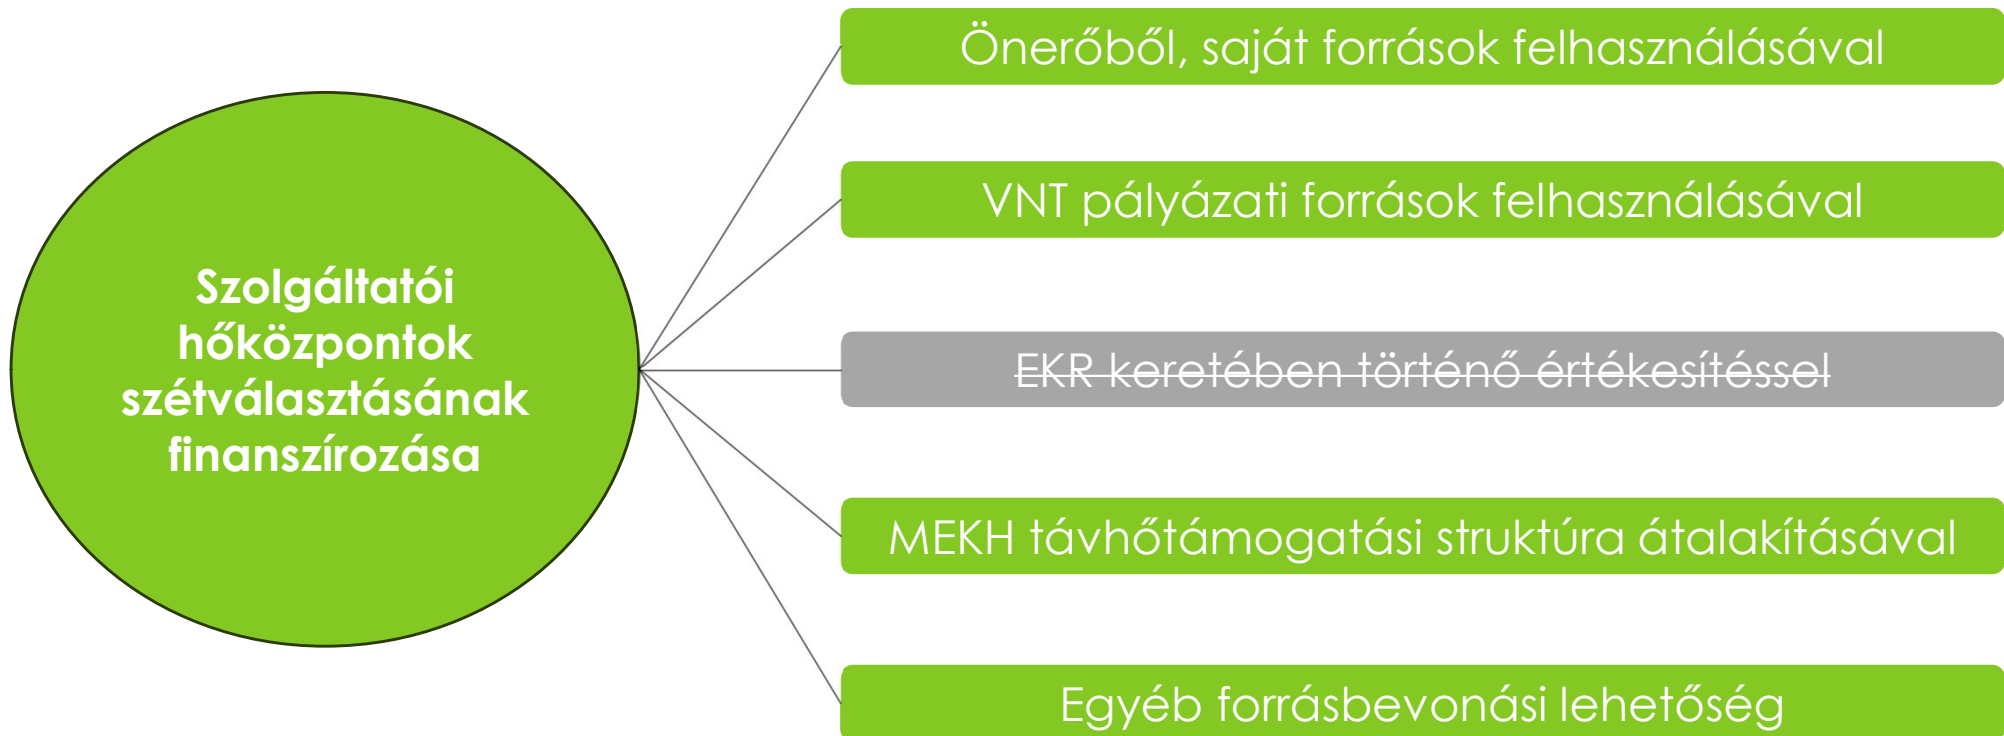 Szolgáltatói
hőközpontok
szétválasztásának
finanszírozása
Önerőből, saját források felhasználásával
VNT pályázati források felhasználásával
EKR keretében történő értékesítéssel
MEKH távhőtámogatási struktúra átalakításával
Egyéb forrásbevonási lehetőség